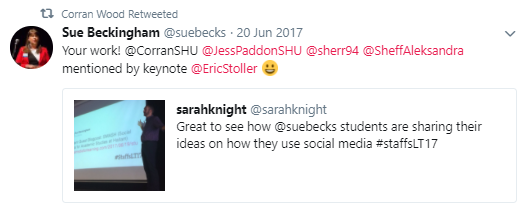 Corran Wood Retweeted
Sue Beckingham @suebecks · 20 Jun 2017
Your work! @CorranSHU @JessPaddonSHU @sherr94 @SheffAleksandra
mentioned by keynote @EricStoller 😀
sarahknight @sarahknight
Great to see how @suebecks students are sharing their
ideas on how they use social media #staffsLT17